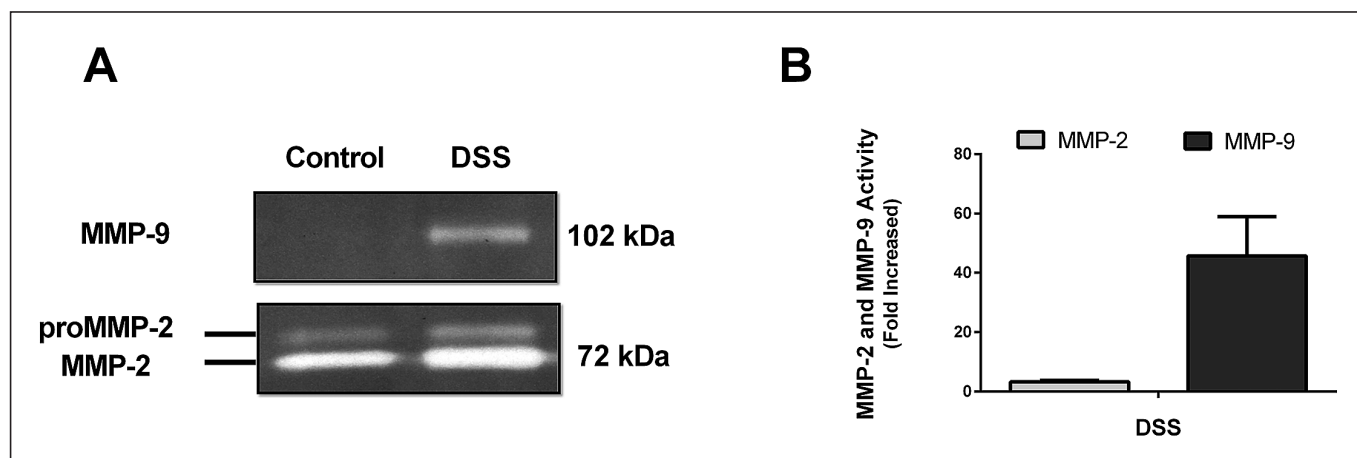 A
Control DSS
MMP-9
102 kDa
proMMP-2
MMP-2
72 kDa
B
MMP-2 and MMP-9 Activity
(Fold Increased)
MMP-2 MMP-9
80
60
40
20
0
DSS